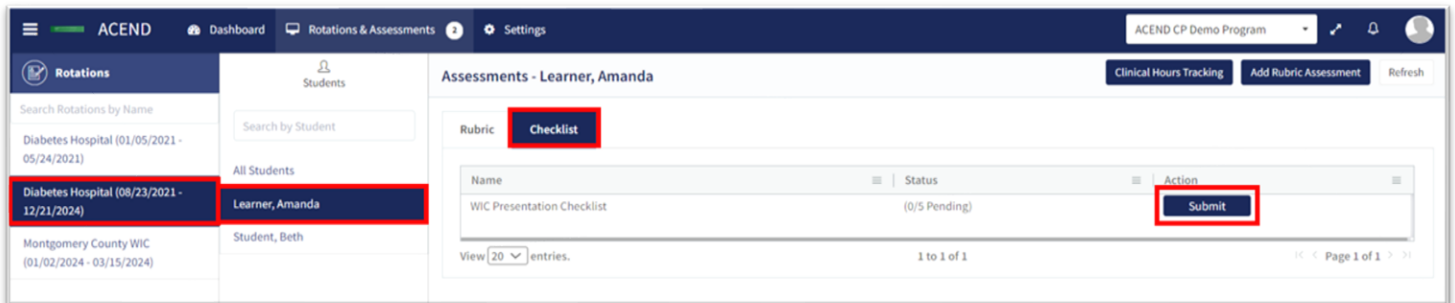 ACEND Dashboard Rotations & Assessments 2 Settings ACEND CP Demo Program
Rotations
Search Rotations by Name
Diabetes Hospital (01/05/2021 -
05/24/2021)
Diabetes Hospital (08/23/2021 -
12/21/2024)
Montgomery County WIC
(01/02/2024 - 03/15/2024)
Students
Search by Student
All Students
Learner, Amanda
Student, Beth
Assessments - Learner, Amanda
Clinical Hours Tracking Add Rubric Assessment Refresh
Rubric Checklist
Name Status Action
WIC Presentation Checklist (0/5 Pending) Submit
View 20 entries. 1 to 1 of 1 Page 1 of 1